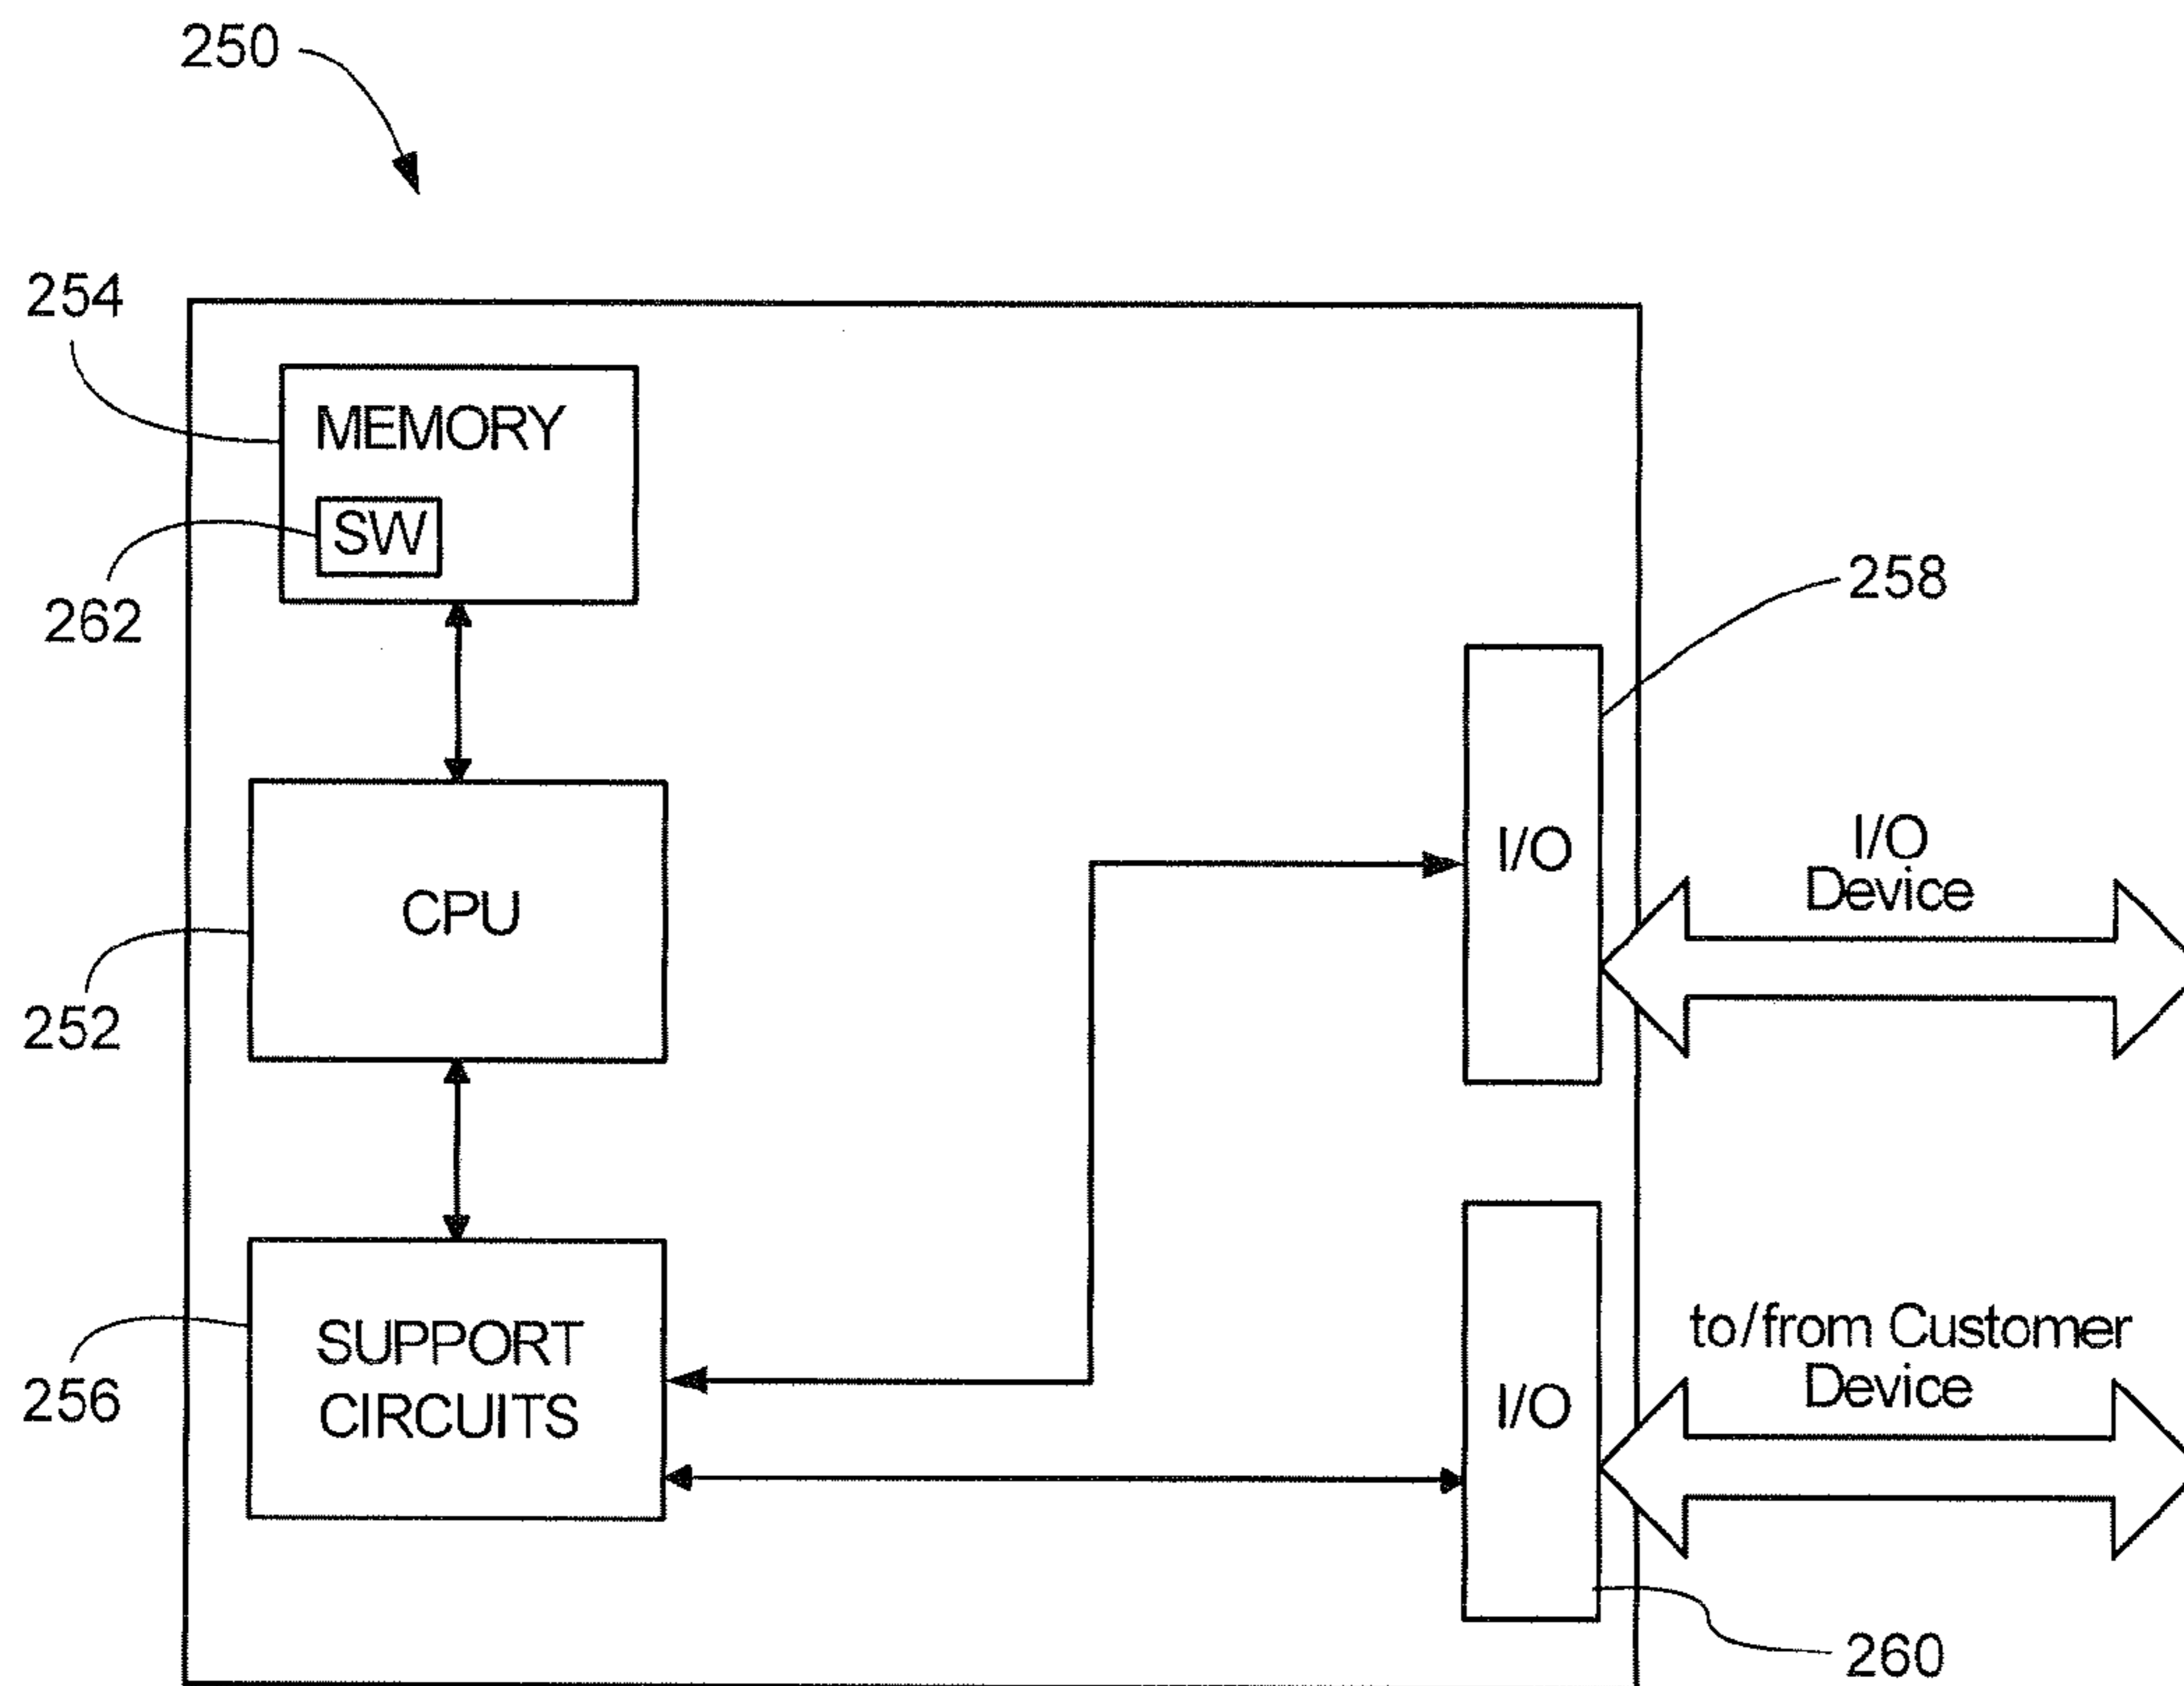 250
254
MEMORY
SW
262
258
I/O
I/O
Device
CPU
252
to/from Customer
Device
SUPPORT
CIRCUITS
256
I/O
260